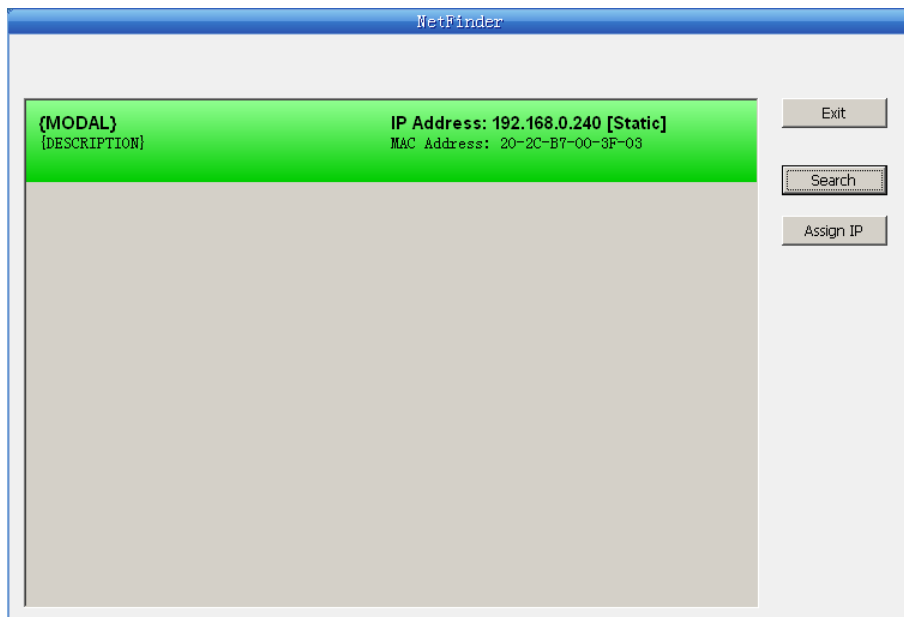 NetFinder
{MODAL}
{DESCRIPTION}
IP Address: 192.168.0.240 [Static]
MAC Address: 20-2C-B7-00-3F-03
Exit
Search
Assign IP